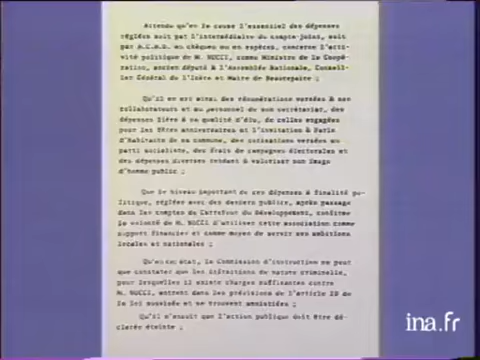 Attendu qu'en la cause l'essentiel des dépenses
réglées soit par l'intermédiaire du compte-joint, soit
par A.C.A.D. en chèques ou en espèces, concerne l'acti-
vité politique de M. NUCCI, comme Ministre de la Coopé-
ration, ancien député à l'Assemblée Nationale, Conseil-
ler Général de l'Isère et Maire de Beaurepaire ;
Qu'il en est ainsi des rémunérations versées à ses
collaborateurs et au personnel de son secrétariat, des
dépenses liées à sa qualité d'élu, de celles engagées
pour les fêtes anniversaires et l'invitation à Paris
d'habitants de sa commune, des cotisations versées au
parti socialiste, des frais de campagnes électorales et
des dépenses diverses tendant à valoriser son image
d'homme public ;
Que le niveau important de ces dépenses à finalité po-
litique, réglées avec des deniers publics, après passage
dans les comptes du Carrefour du Développement, confirme
la volonté de M. NUCCI d'utiliser cette association comme
support financier et comme moyen de servir ses ambitions
locales et nationales ;
Qu'en cet état, la Commission d'instruction ne peut
que constater que les infractions de nature criminelle,
pour lesquelles il existe charges suffisantes contre
M. NUCCI, entrent dans les prévisions de l'article 19 de
la loi susvisée et se trouvent amnistiées ;
Qu'il s'ensuit que l'action publique doit être dé-
clarée éteinte ;
ina.fr